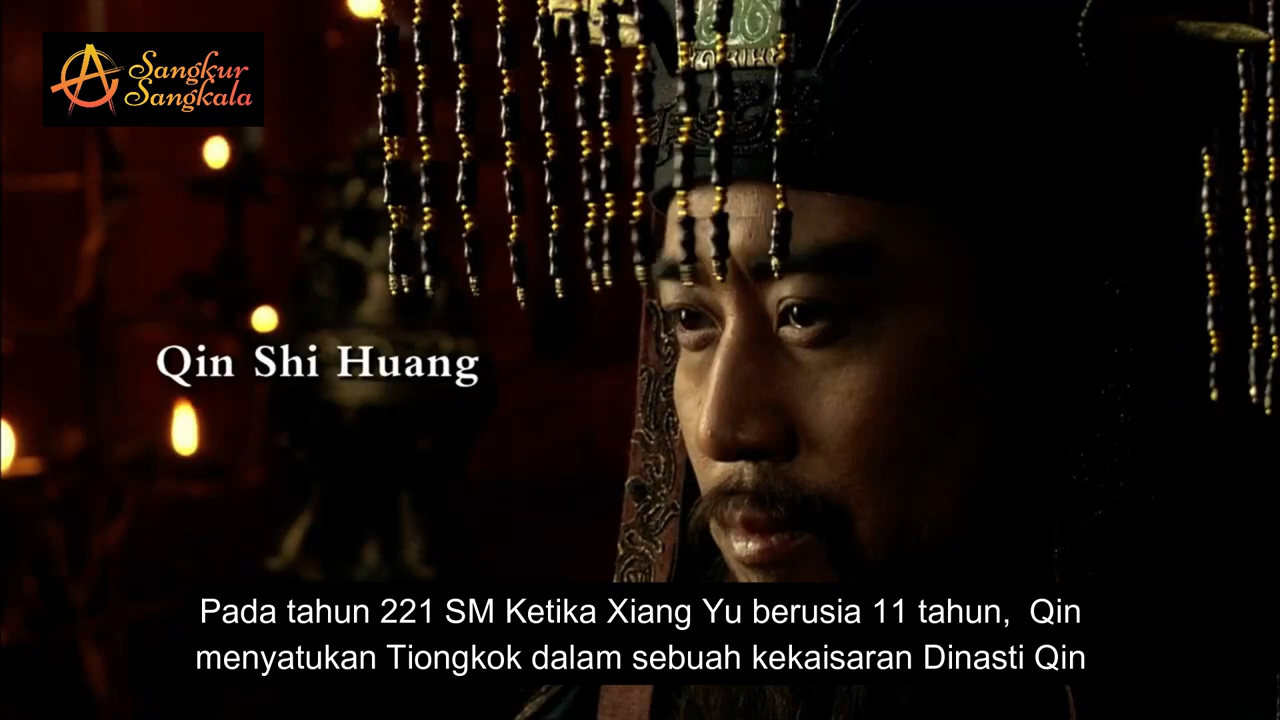 Sangkur
Sangkala
Qin Shi Huang
Pada tahun 221 SM Ketika Xiang Yu berusia 11 tahun,  Qin
menyatukan Tiongkok dalam sebuah kekaisaran Dinasti Qin